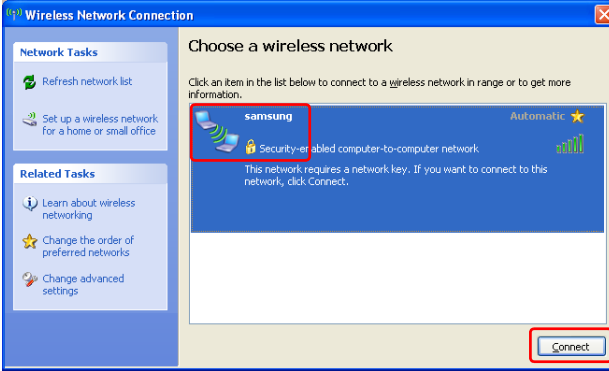 Wireless Network Connection
Network Tasks
Refresh network list
Set up a wireless network
for a home or small office
Related Tasks
Learn about wireless
networking
Change the order of
preferred networks
Change advanced
settings
Choose a wireless network
Click an item in the list below to connect to a wireless network in range or to get more
information.
samsung
Automatic
Security-enabled computer-to-computer network
This network requires a network key. If you want to connect to this
network, click Connect.
Connect